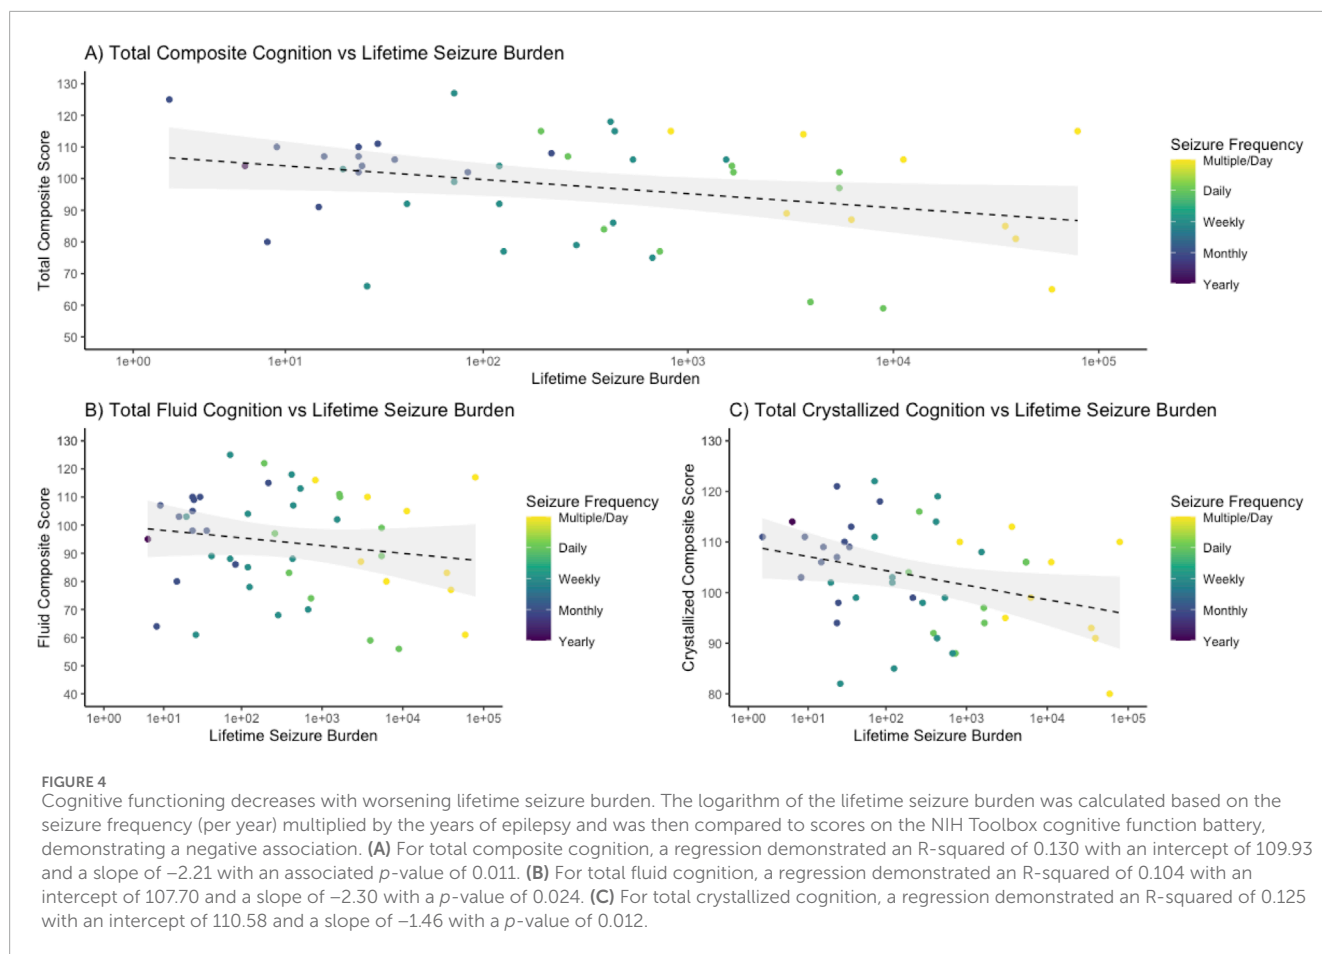 A) Total Composite Cognition vs Lifetime Seizure Burden
Total Composite Score
130
120
110
100
90
80
70
60
50
1e+00
1e+01
1e+02
1e+03
1e+04
1e+05
Lifetime Seizure Burden
Seizure Frequency
Multiple/Day
Daily
Weekly
Monthly
Yearly
B) Total Fluid Cognition vs Lifetime Seizure Burden
Fluid Composite Score
130
120
110
100
90
80
70
60
50
40
1e+00
1e+01
1e+02
1e+03
1e+04
1e+05
Lifetime Seizure Burden
Seizure Frequency
Multiple/Day
Daily
Weekly
Monthly
Yearly
C) Total Crystallized Cognition vs Lifetime Seizure Burden
Crystallized Composite Score
130
120
110
100
90
80
1e+00
1e+01
1e+02
1e+03
1e+04
1e+05
Lifetime Seizure Burden
Seizure Frequency
Multiple/Day
Daily
Weekly
Monthly
Yearly
FIGURE 4
Cognitive functioning decreases with worsening lifetime seizure burden. The logarithm of the lifetime seizure burden was calculated based on the
seizure frequency (per year) multiplied by the years of epilepsy and was then compared to scores on the NIH Toolbox cognitive function battery,
demonstrating a negative association. (A) For total composite cognition, a regression demonstrated an R-squared of 0.130 with an intercept of 109.93
and a slope of −2.21 with an associated p-value of 0.011. (B) For total fluid cognition, a regression demonstrated an R-squared of 0.104 with an
intercept of 107.70 and a slope of −2.30 with a p-value of 0.024. (C) For total crystallized cognition, a regression demonstrated an R-squared of 0.125
with an intercept of 110.58 and a slope of −1.46 with a p-value of 0.012.